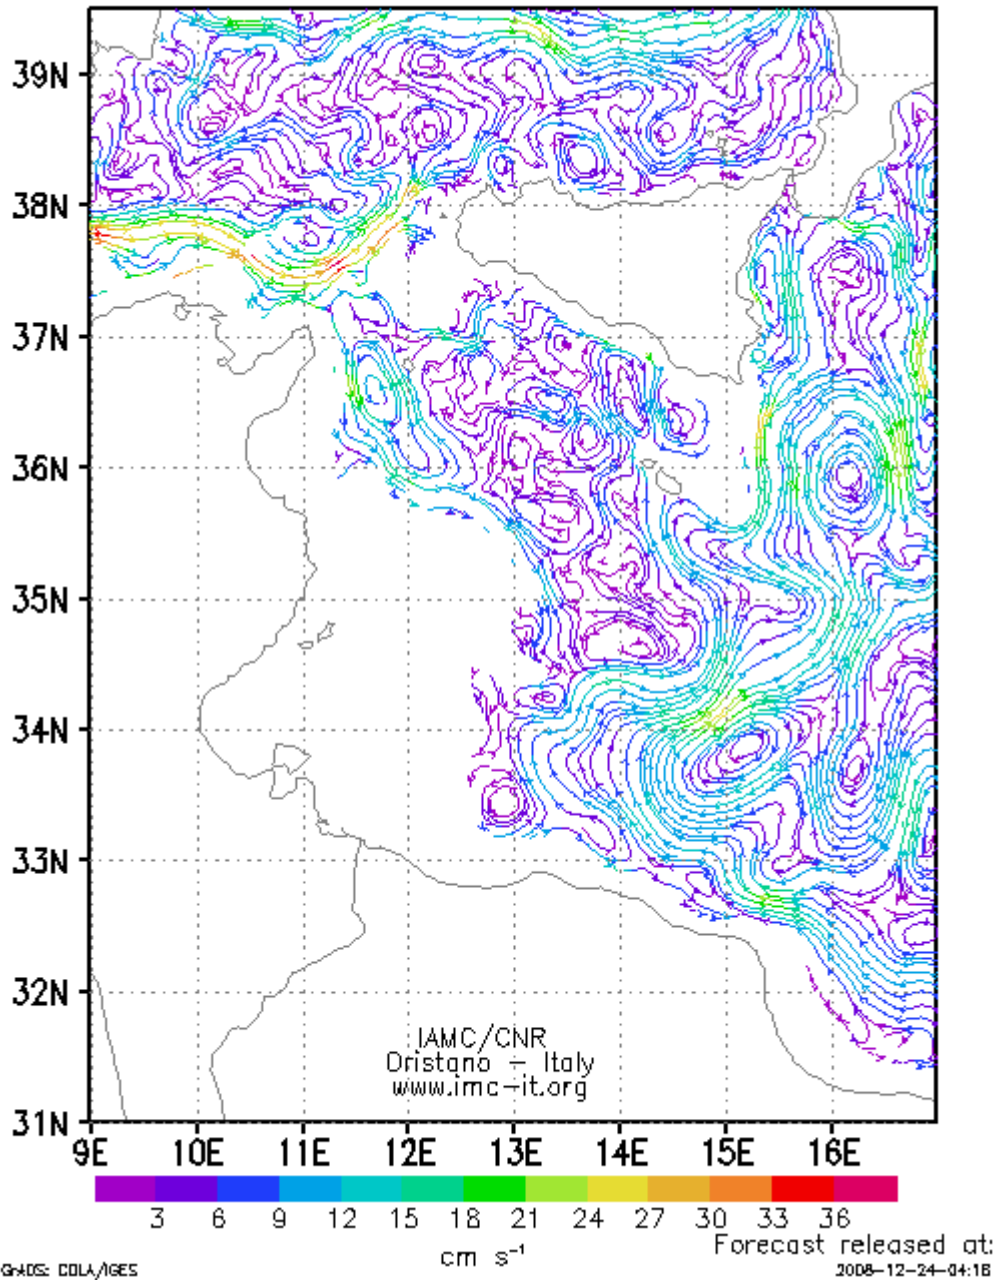 39N
38N
37N
36N
35N
34N
33N
32N
31N
IAMC/CNR
Oristano – Italy
www.imc-it.org
9E 10E 11E 12E 13E 14E 15E 16E
3 6 9 12 15 18 21 24 27 30 33 36
cm s⁻¹
Forecast released at:
GrADS: COLA/IGES
2008-12-24-04:18